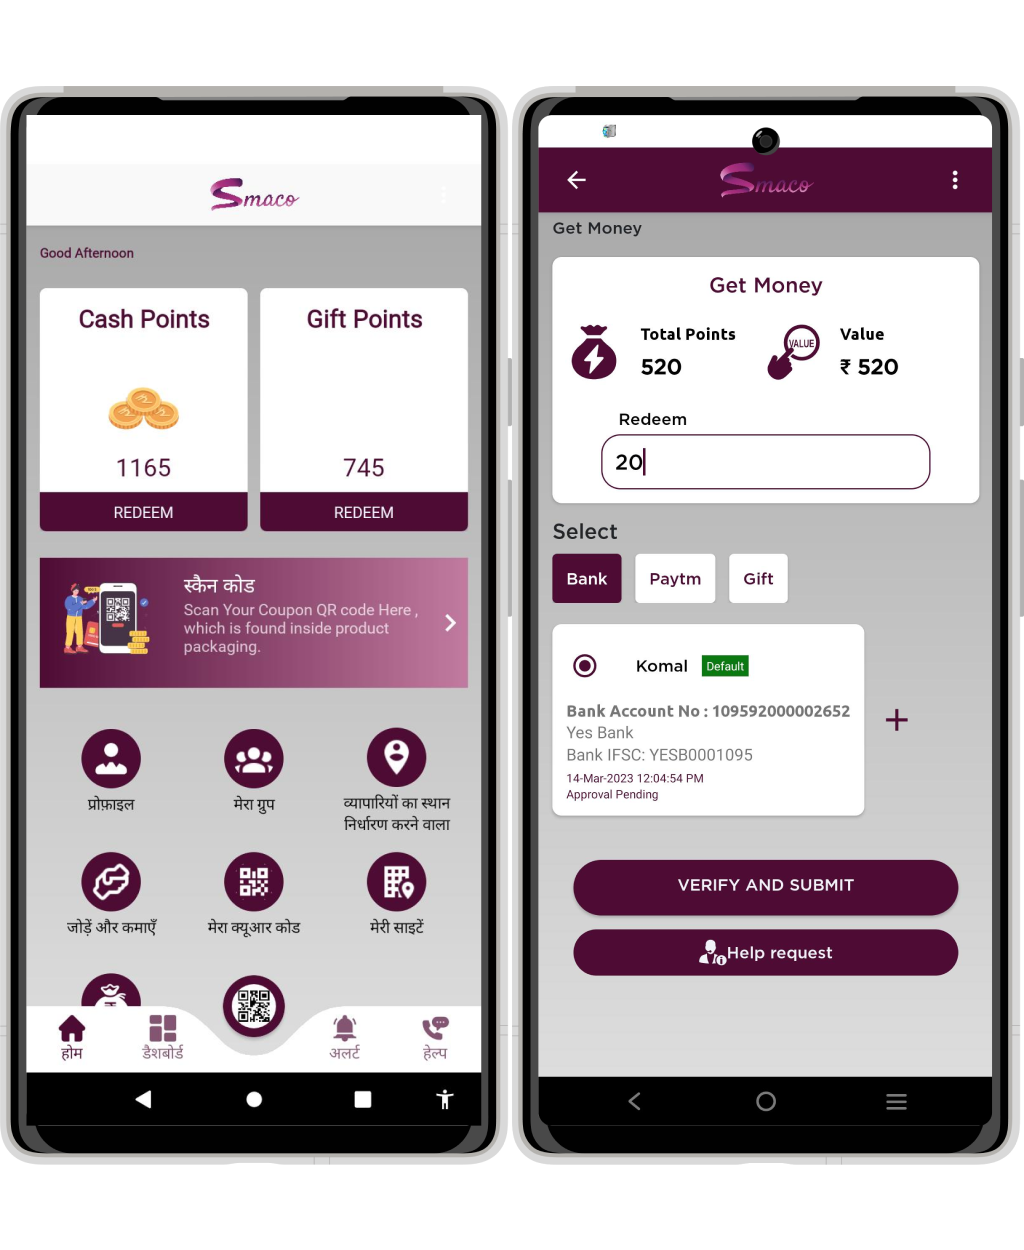 Smaco
Good Afternoon
Cash Points
Gift Points
1165
745
REDEEM
REDEEM
स्कैन कोड
Scan Your Coupon QR code Here ,
which is found inside product
packaging.
प्रोफ़ाइल
मेरा ग्रुप
व्यापारियों का स्थान
निर्धारण करने वाला
जोड़ें और कमाएँ
मेरा क्यूआर कोड
मेरी साइटें
होम
डैशबोर्ड
अलर्ट
हेल्प
Smaco
Get Money
Get Money
Total Points
520
VALUE
Value
₹ 520
Redeem
20
Select
Bank
Paytm
Gift
Komal
Default
Bank Account No : 109592000002652
Yes Bank
Bank IFSC: YESB0001095
14-Mar-2023 12:04:54 PM
Approval Pending
VERIFY AND SUBMIT
Help request